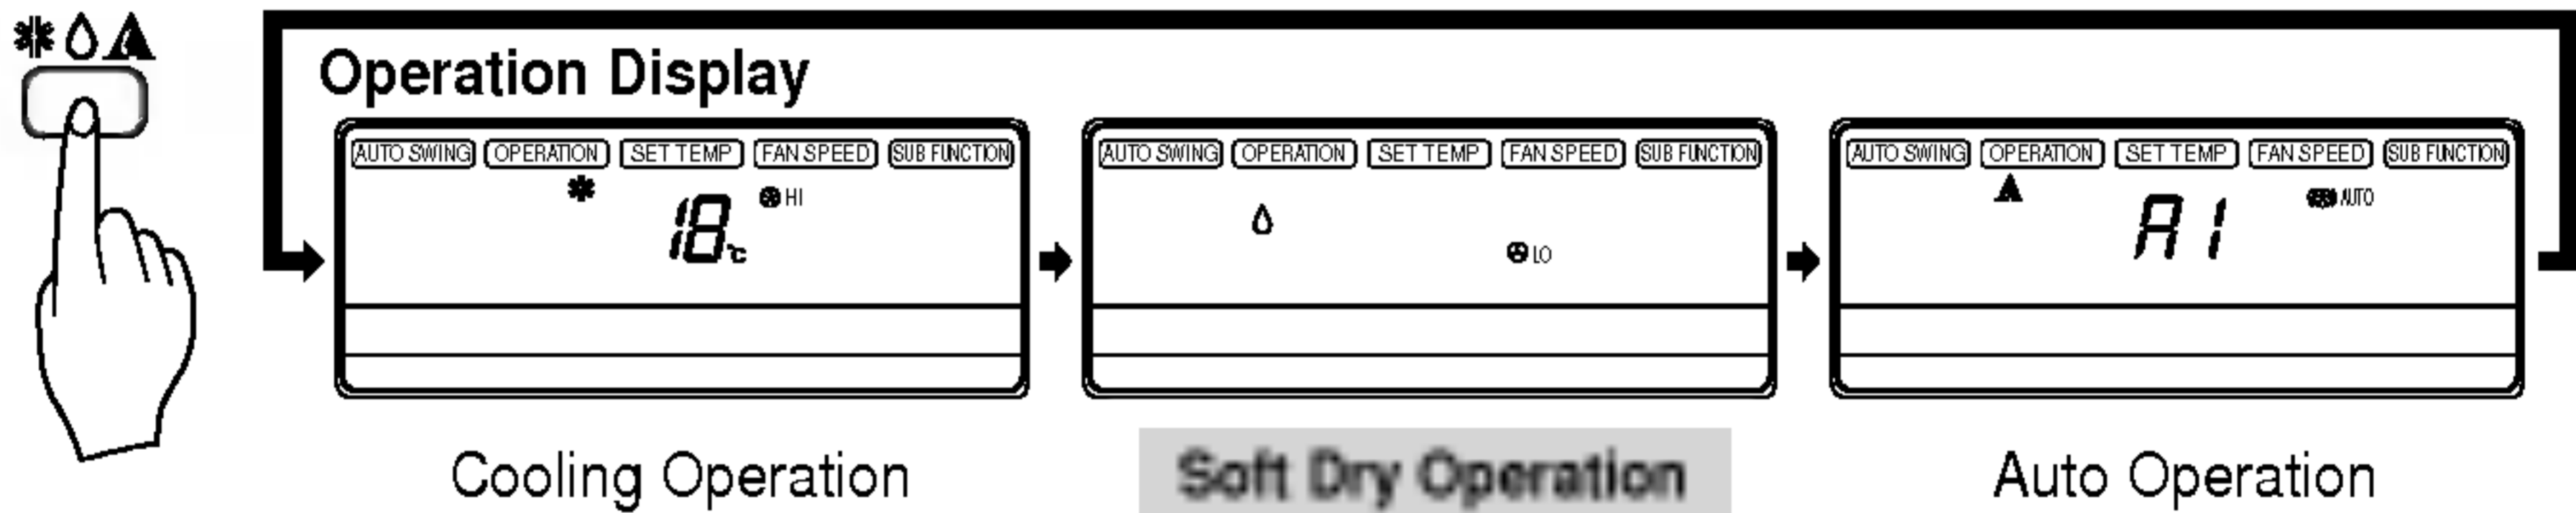 Operation Display
AUTO SWING OPERATION SET TEMP FAN SPEED SUB FUNCTION
18°C HI
AUTO SWING OPERATION SET TEMP FAN SPEED SUB FUNCTION
LO
AUTO SWING OPERATION SET TEMP FAN SPEED SUB FUNCTION
A1 AUTO
Cooling Operation
Soft Dry Operation
Auto Operation